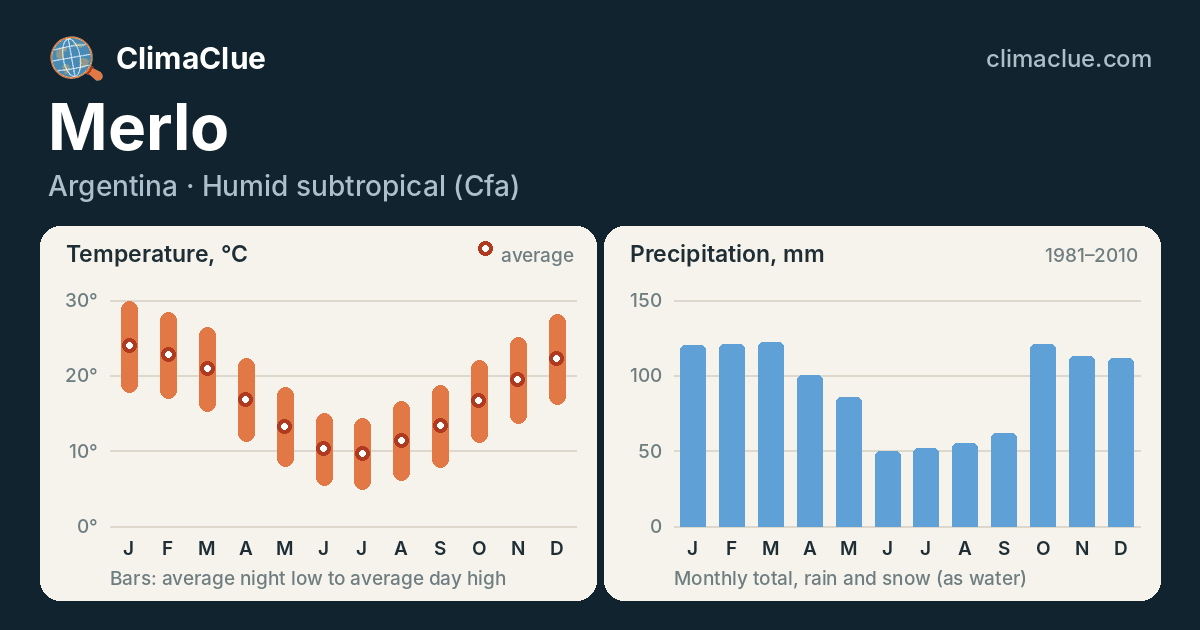 ClimaClue
climaclue.com
Merlo
Argentina · Humid subtropical (Cfa)
Temperature, °C
average
30°
20°
10°
0°
J F M A M J J A S O N D
Bars: average night low to average day high
Precipitation, mm
1981–2010
150
100
50
0
J F M A M J J A S O N D
Monthly total, rain and snow (as water)